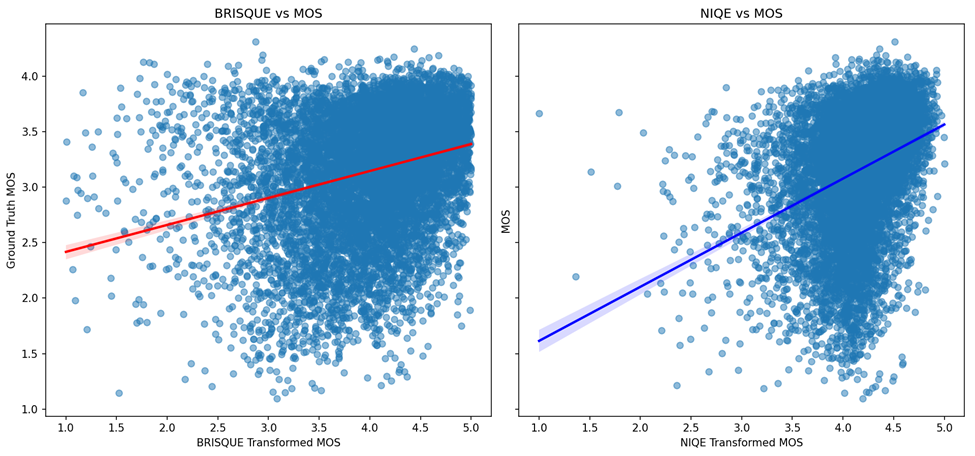 BRISQUE vs MOS
NIQE vs MOS
Ground Truth MOS
4.0
3.5
3.0
2.5
2.0
1.5
1.0
MOS
1.0 1.5 2.0 2.5 3.0 3.5 4.0 4.5 5.0
1.0 1.5 2.0 2.5 3.0 3.5 4.0 4.5 5.0
BRISQUE Transformed MOS
NIQE Transformed MOS